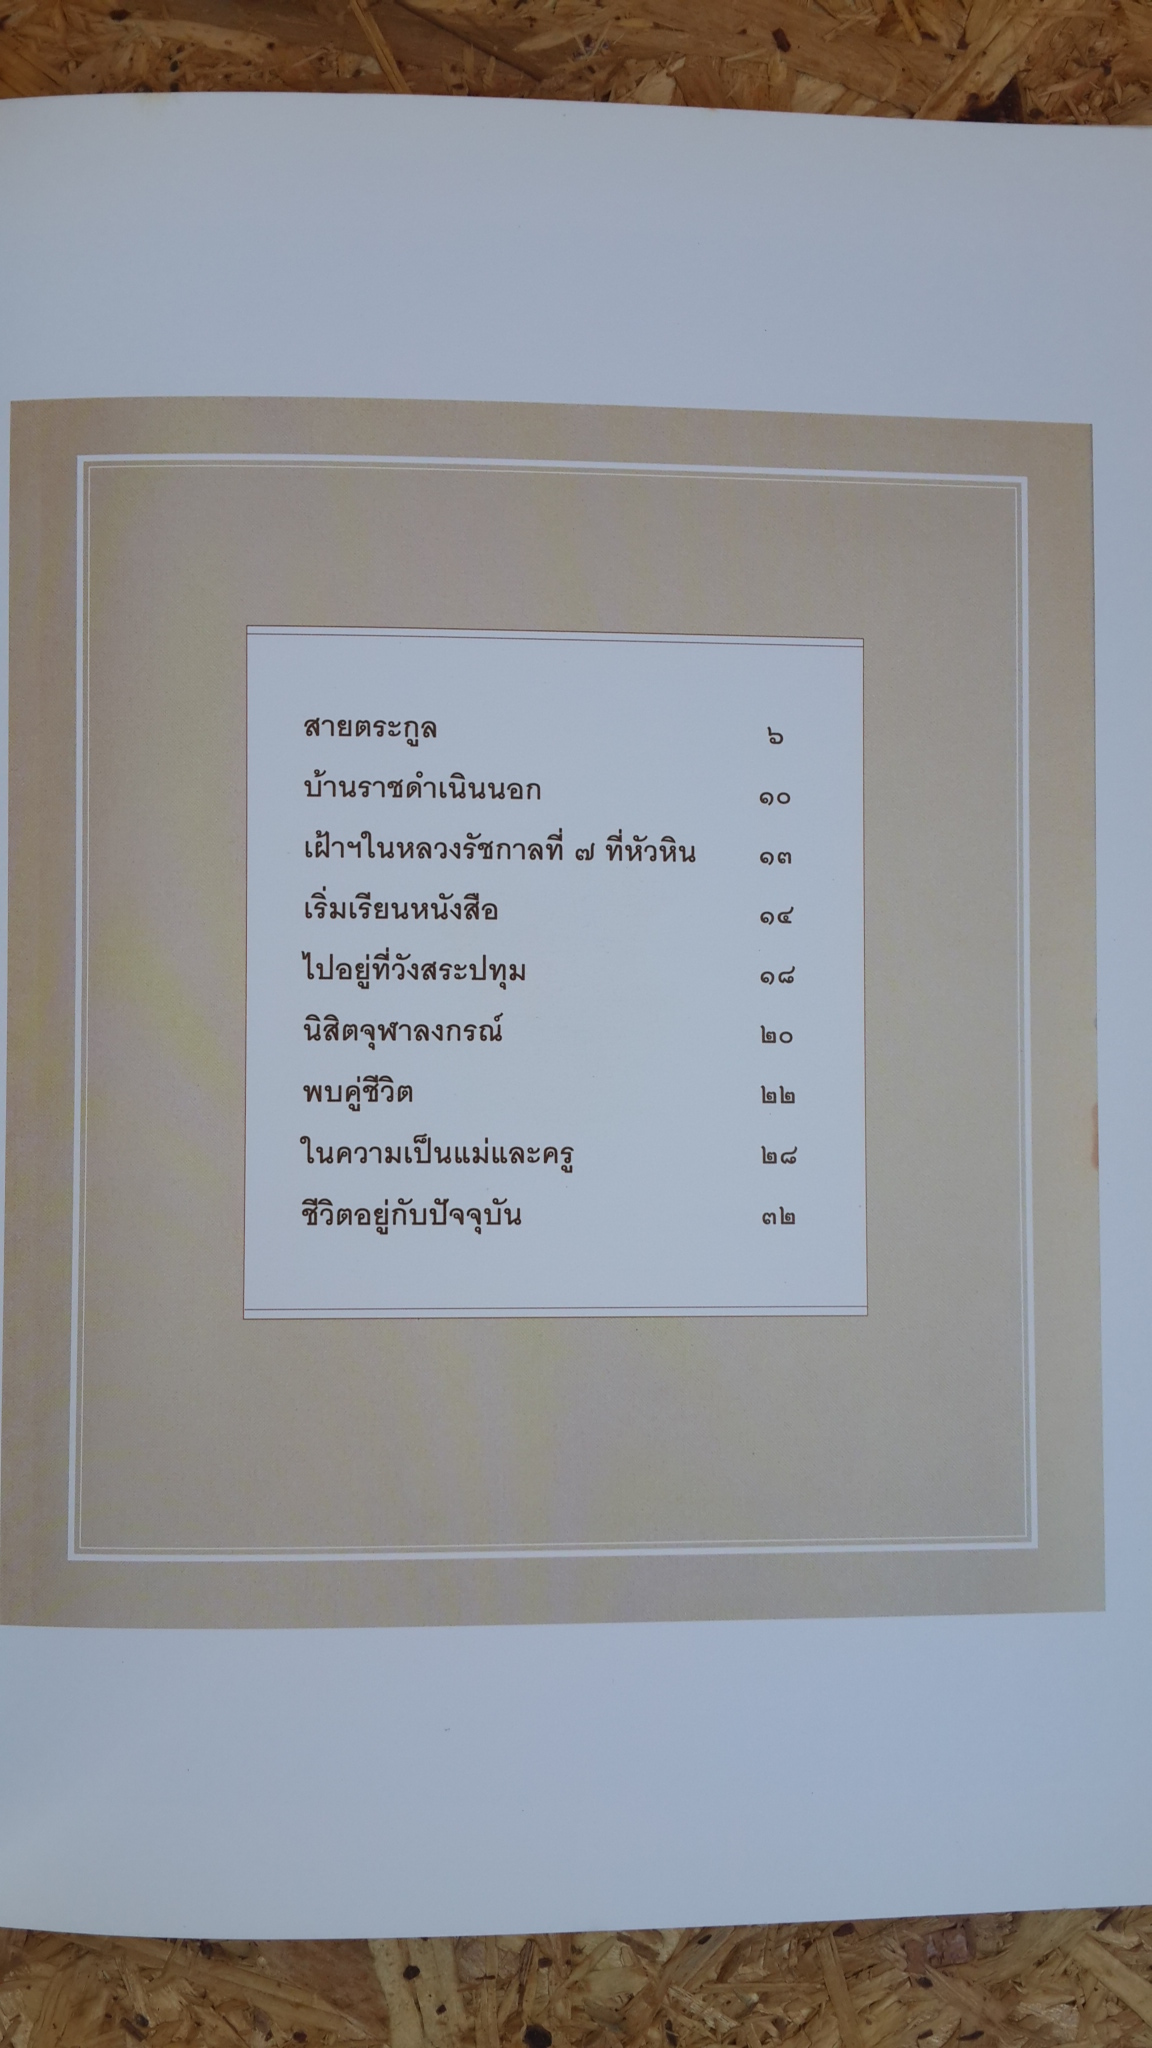 สายตระกูล ๖
บ้านราชดำเนินนอก ๑๐
เฝ้าฯในหลวงรัชกาลที่ ๗ ที่หัวหิน ๑๓
เริ่มเรียนหนังสือ ๑๔
ไปอยู่ที่วังสระปทุม ๑๘
นิสิตจุฬาลงกรณ์ ๒๐
พบคู่ชีวิต ๒๒
ในความเป็นแม่และครู ๒๘
ชีวิตอยู่กับปัจจุบัน ๓๒